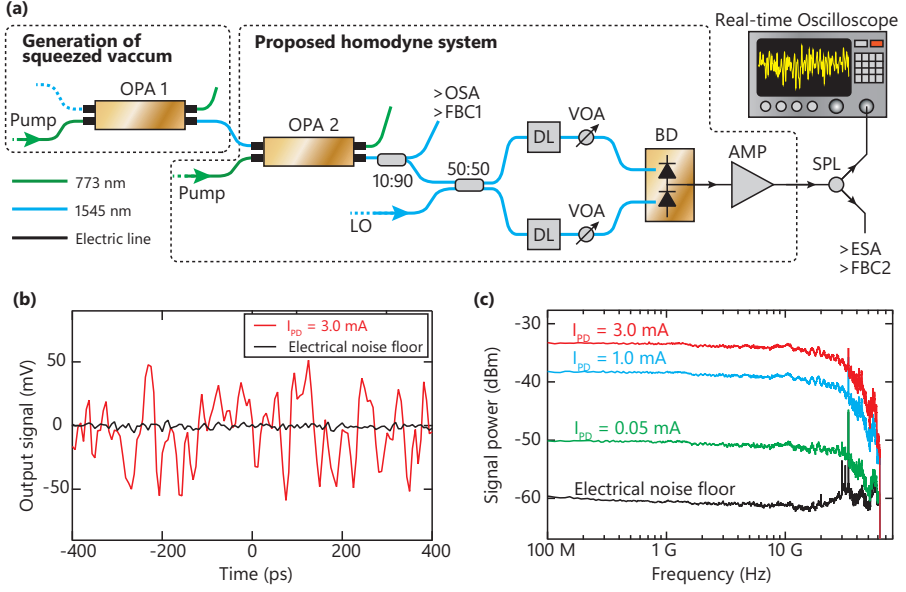 (a)
Generation of
squeezed vaccum
Proposed homodyne system
Real-time Oscilloscope
OPA 1
Pump
OPA 2
Pump
>OSA
>FBC1
10:90
50:50
LO
DL
VOA
DL
VOA
BD
AMP
SPL
>ESA
>FBC2
773 nm
1545 nm
Electric line
(b)
I_PD = 3.0 mA
Electrical noise floor
50
0
-50
Output signal (mV)
-400
-200
0
200
400
Time (ps)
(c)
-30
-40
-50
-60
Signal power (dBm)
I_PD = 3.0 mA
I_PD = 1.0 mA
I_PD = 0.05 mA
Electrical noise floor
100 M
1 G
10 G
Frequency (Hz)